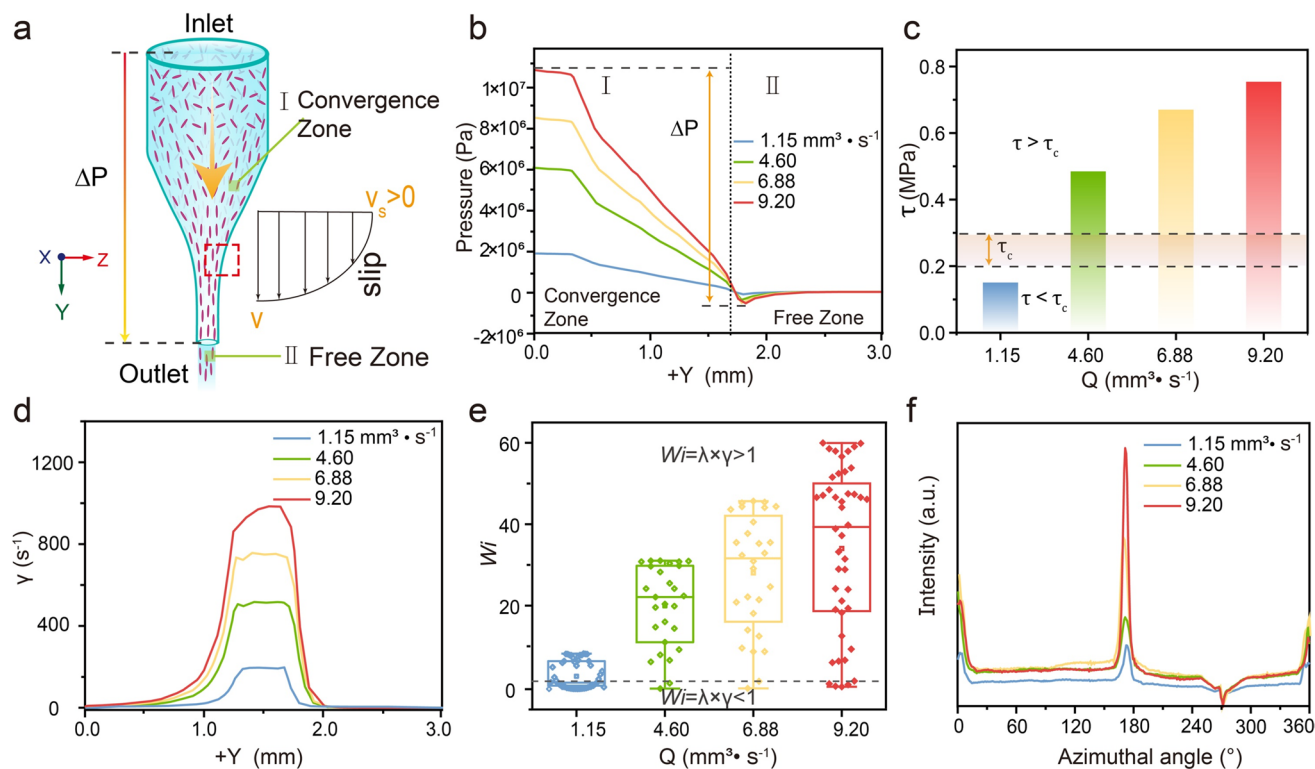 a
Inlet
I Convergence
Zone
ΔP
v_s>0
X
Z
Y
slip
v
II Free Zone
Outlet
b
1×10⁷
8×10⁶
6×10⁶
4×10⁶
2×10⁶
0
-2×10⁶
Pressure (Pa)
I
II
ΔP
1.15 mm³• s⁻¹
4.60
6.88
9.20
Convergence
Zone
Free Zone
0.0
1.0
2.0
3.0
+Y (mm)
c
0.8
0.6
0.4
0.2
0.0
τ (MPa)
τ > τ_c
τ_c
τ < τ_c
1.15
4.60
6.88
9.20
Q (mm³• s⁻¹)
d
1200
800
400
0
γ (s⁻¹)
1.15 mm³ • s⁻¹
4.60
6.88
9.20
0.0
1.0
2.0
3.0
+Y (mm)
e
60
40
20
0
Wi
Wi=λ×γ>1
Wi=λ×γ<1
1.15
4.60
6.88
9.20
Q (mm³• s⁻¹)
f
Intensity (a.u.)
1.15 mm³• s⁻¹
4.60
6.88
9.20
0
60
120
180
240
300
360
Azimuthal angle (°)